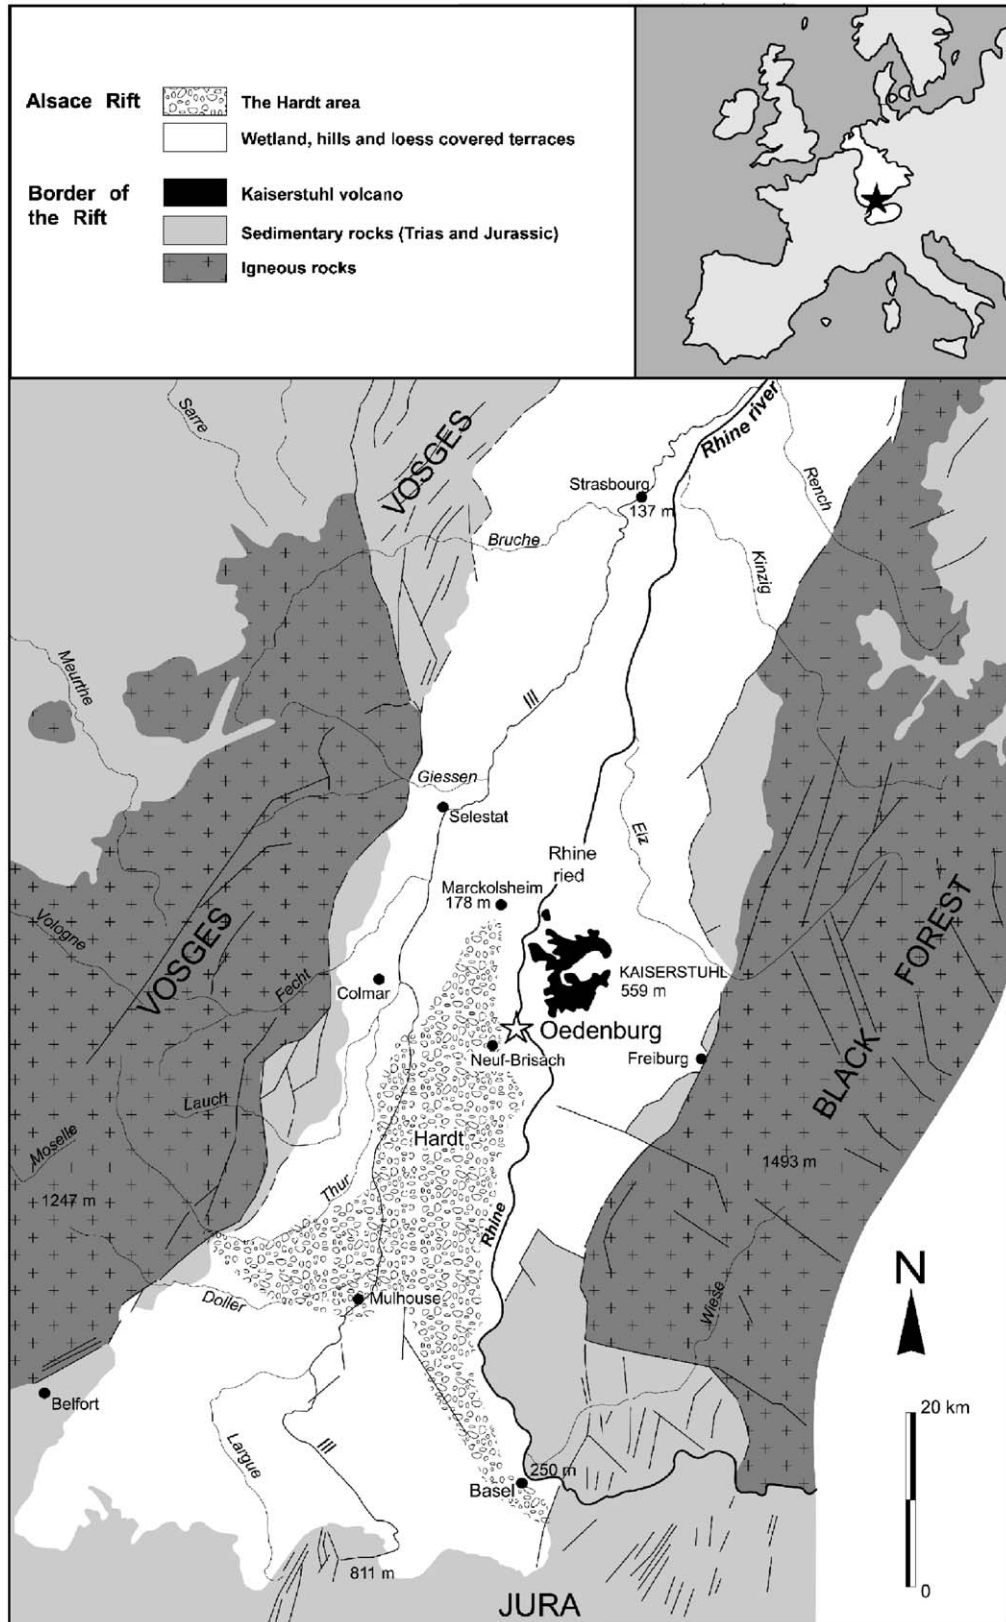 Alsace Rift
The Hardt area
Wetland, hills and loess covered terraces
Border of
the Rift
Kaiserstuhl volcano
Sedimentary rocks (Trias and Jurassic)
Igneous rocks
Sarre
VOSGES
Rhine river
Strasbourg
137 m
Rench
Bruche
Kinzig
Meurthe
Ill
Giessen
Selestat
Elz
Rhine
ried
Marckolsheim
178 m
Vologne
VOSGES
Fecht
Colmar
KAISERSTUHL
559 m
FOREST
BLACK
Oedenburg
Neuf-Brisach
Freiburg
Lauch
Moselle
Hardt
1493 m
Thur
1247 m
Rhine
N
Doller
Mulhouse
Wiese
Belfort
20 km
Largue
Ill
250 m
Basel
811 m
0
JURA